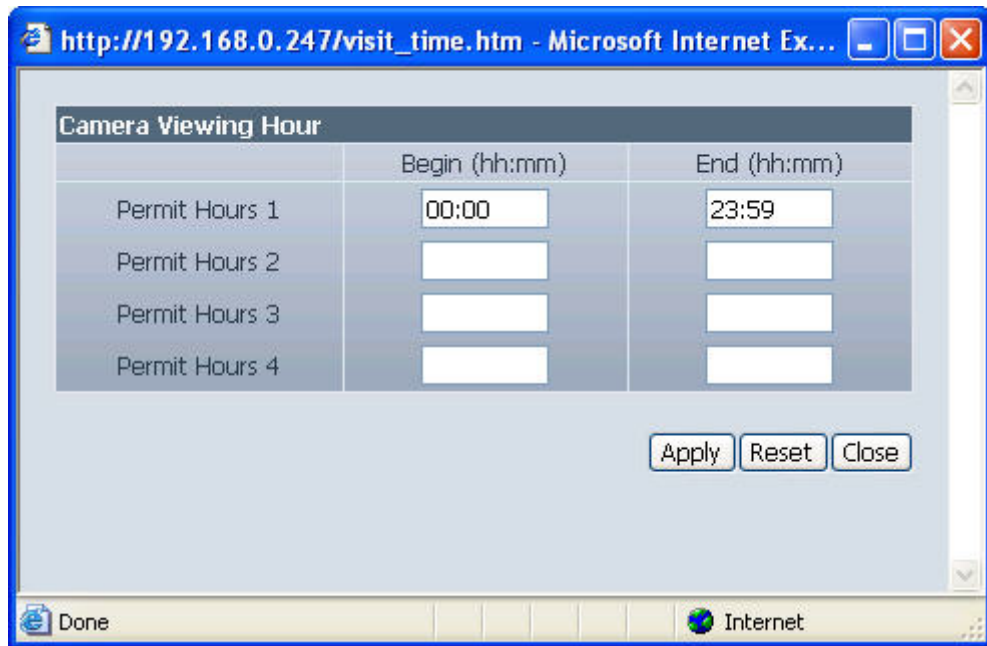 http://192.168.0.247/visit_time.htm - Microsoft Internet Ex...
Camera Viewing Hour
Begin (hh:mm) End (hh:mm)
Permit Hours 1 00:00 23:59
Permit Hours 2
Permit Hours 3
Permit Hours 4
Apply Reset Close
Done Internet